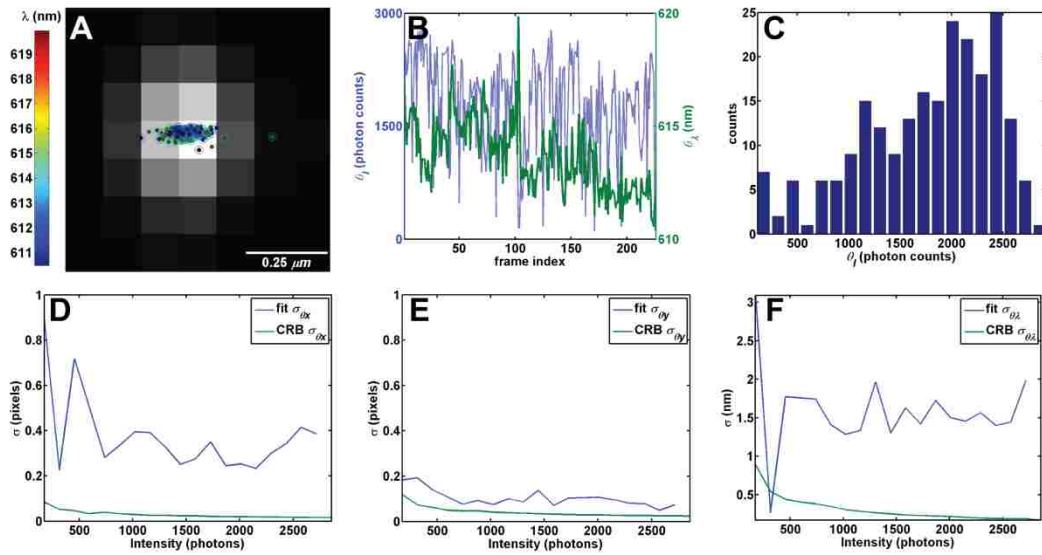 λ (nm)
619
618
616
615
614
613
612
611
A
0.25 μm
B
3000
1500
0
θI (photon counts)
50
100
150
200
frame index
620
615
610
θλ (nm)
C
25
20
15
10
5
0
counts
500
1000
1500
2000
2500
θI (photon counts)
D
fit σθx
CRB σθx
1
0.8
0.6
0.4
0.2
0
σ (pixels)
500
1000
1500
2000
2500
Intensity (photons)
E
fit σθy
CRB σθy
1
0.8
0.6
0.4
0.2
0
σ (pixels)
500
1000
1500
2000
2500
Intensity (photons)
F
fit σθλ
CRB σθλ
3
2.5
2
1.5
1
0.5
σ (nm)
500
1000
1500
2000
2500
Intensity (photons)